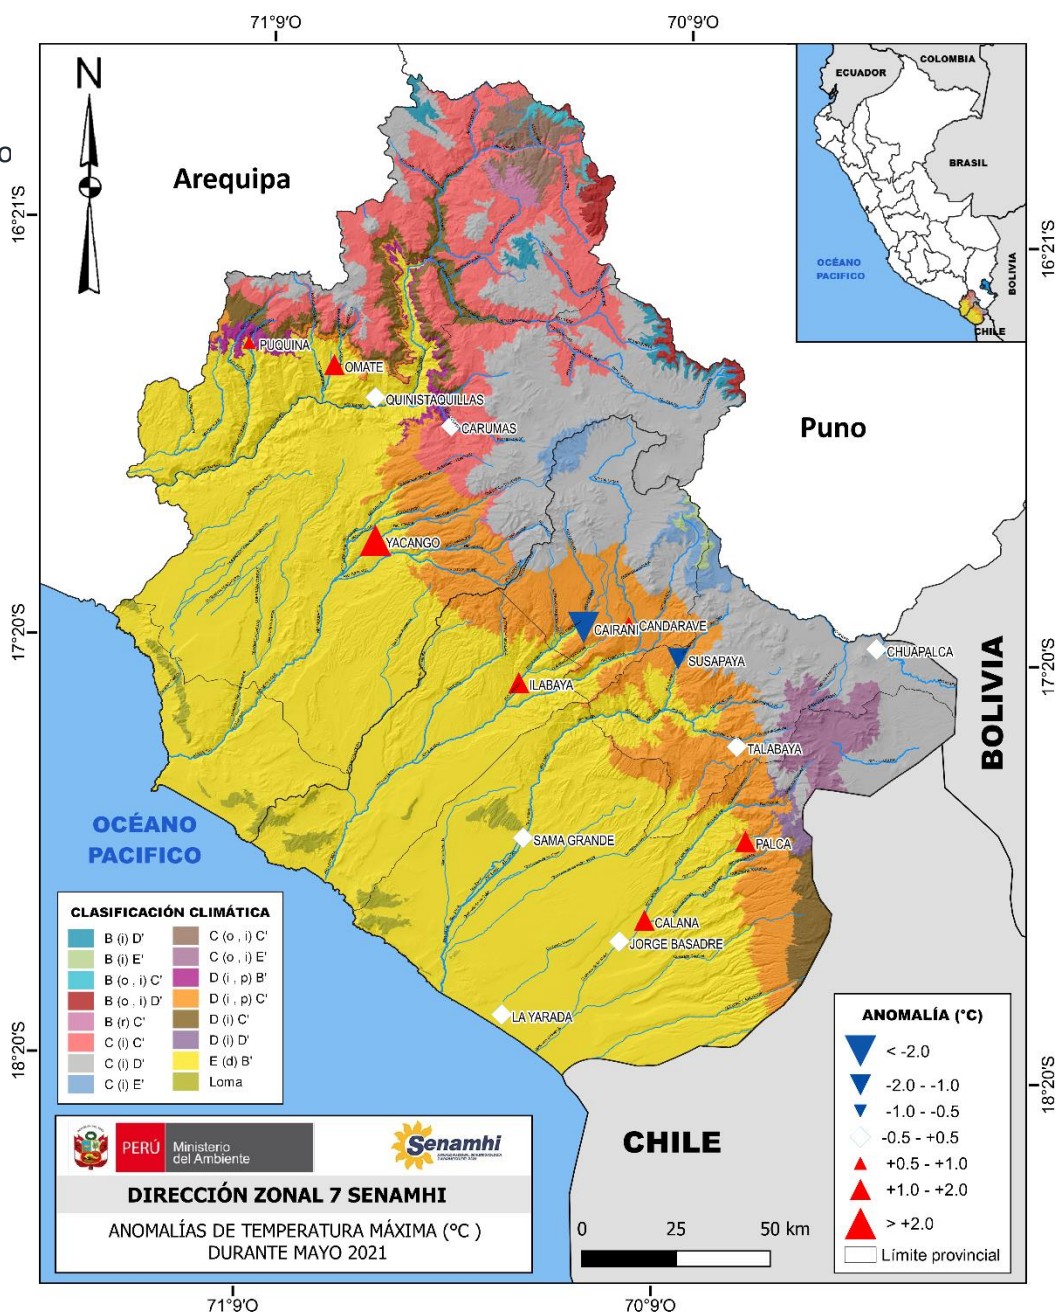 71°9'O
70°9'O
N
O
Arequipa
ECUADOR
COLOMBIA
BRASIL
OCÉANO
PACIFICO
BOLIVIA
CHILE
16°21'S
16°21'S
PUQUINA
OMATE
QUINISTAQUILLAS
CARUMAS
Puno
YACANGO
17°20'S
17°20'S
CAIRANI
CANDARAVE
SUSAPAYA
CHUAPALCA
ILABAYA
BOLIVIA
TALABAYA
OCÉANO
PACIFICO
SAMA GRANDE
PALCA
CALANA
JORGE BASADRE
LA YARADA
CLASIFICACIÓN CLIMÁTICA
B (i) D'
B (i) E'
B (o , i) C'
B (o , i) D'
B (r) C'
C (i) C'
C (i) D'
C (i) E'
C (o , i) C'
C (o , i) E'
D (i , p) B'
D (i , p) C'
D (i) C'
D (i) D'
E (d) B'
Loma
18°20'S
18°20'S
ANOMALÍA (°C)
< -2.0
-2.0 - -1.0
-1.0 - -0.5
-0.5 - +0.5
+0.5 - +1.0
+1.0 - +2.0
> +2.0
Límite provincial
PERÚ
Ministerio
del Ambiente
Senamhi
DIRECCIÓN ZONAL 7 SENAMHI
ANOMALÍAS DE TEMPERATURA MÁXIMA (°C )
DURANTE MAYO 2021
CHILE
0 25 50 km
71°9'O
70°9'O